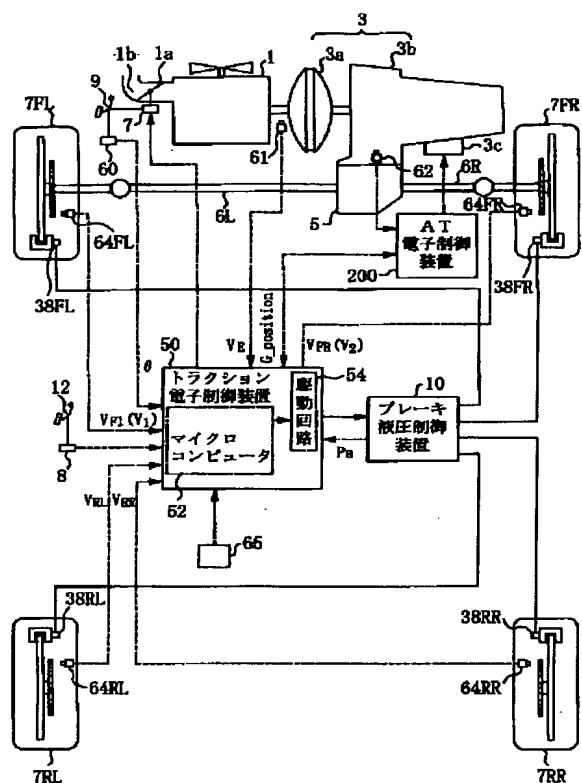 3
1b
1a
1
3a
3b
9
7FL
7
60
61
62
3c
7FR
6R
6L
64FL
5
64FR
38FL
AT
電子制御
装置
200
38FR
θ
VE
G_position
50
VFR(V2)
トラクション
電子制御装置
54
駆動回路
10
ブレーキ
液圧制御
装置
12
VFL(V1)
マイクロ
コンピュータ
PB
8
VRL
VRR
52
65
38RL
38RR
64RL
64RR
7RL
7RR